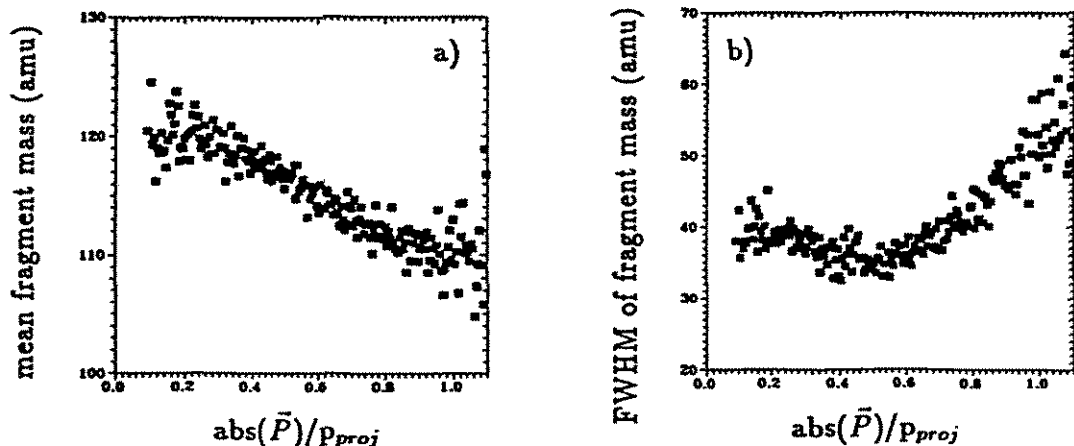 mean fragment mass (amu)
130
120
110
100
a)
0.0 0.2 0.4 0.6 0.8 1.0
abs(P⃗)/p_proj
FWHM of fragment mass (amu)
70
60
50
40
30
20
b)
0.0 0.2 0.4 0.6 0.8 1.0
abs(P⃗)/p_proj